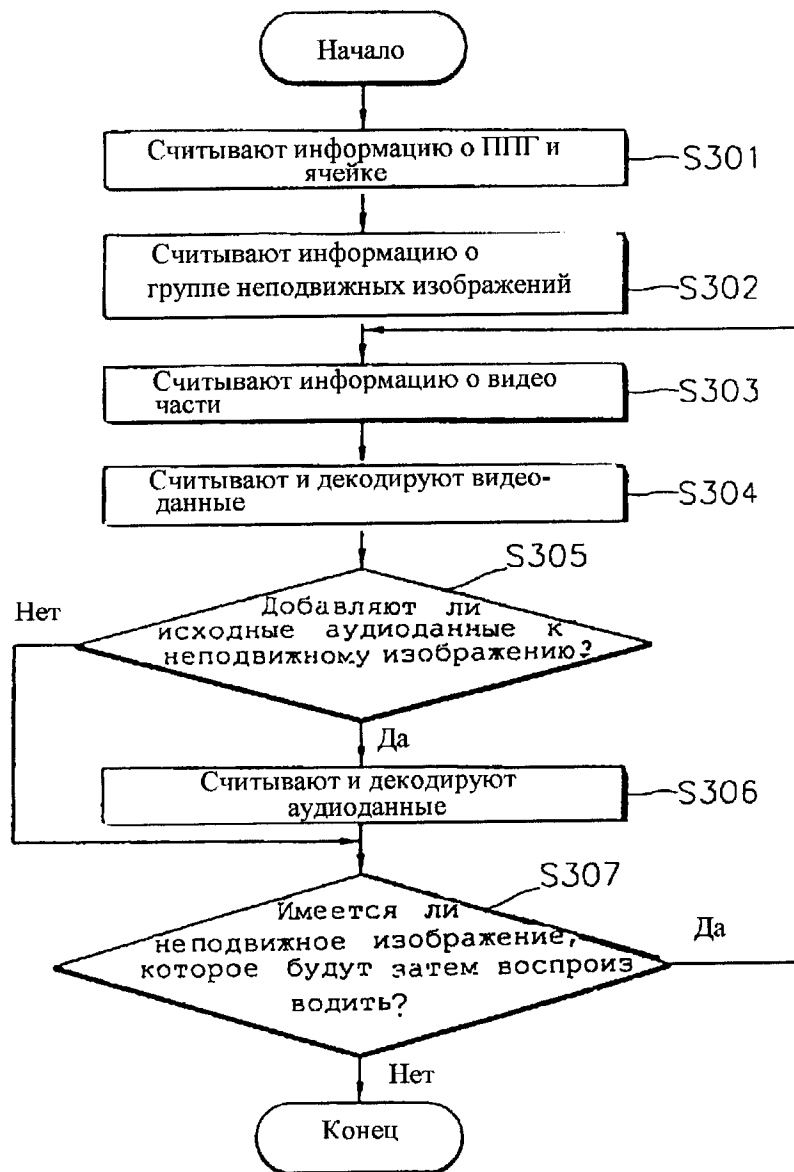 Начало
Считывают информацию о ППГ и
ячейке
S301
Считывают информацию о
группе неподвижных изображений
S302
Считывают информацию о видео
части
S303
Считывают и декодируют видео-
данные
S304
S305
Нет
Добавляют ли
исходные аудиоданные к
неподвижному изображению?
Да
Считывают и декодируют
аудиоданные
S306
S307
Имеется ли
неподвижное изображение,
которое будут затем воспроиз
водить?
Да
Нет
Конец